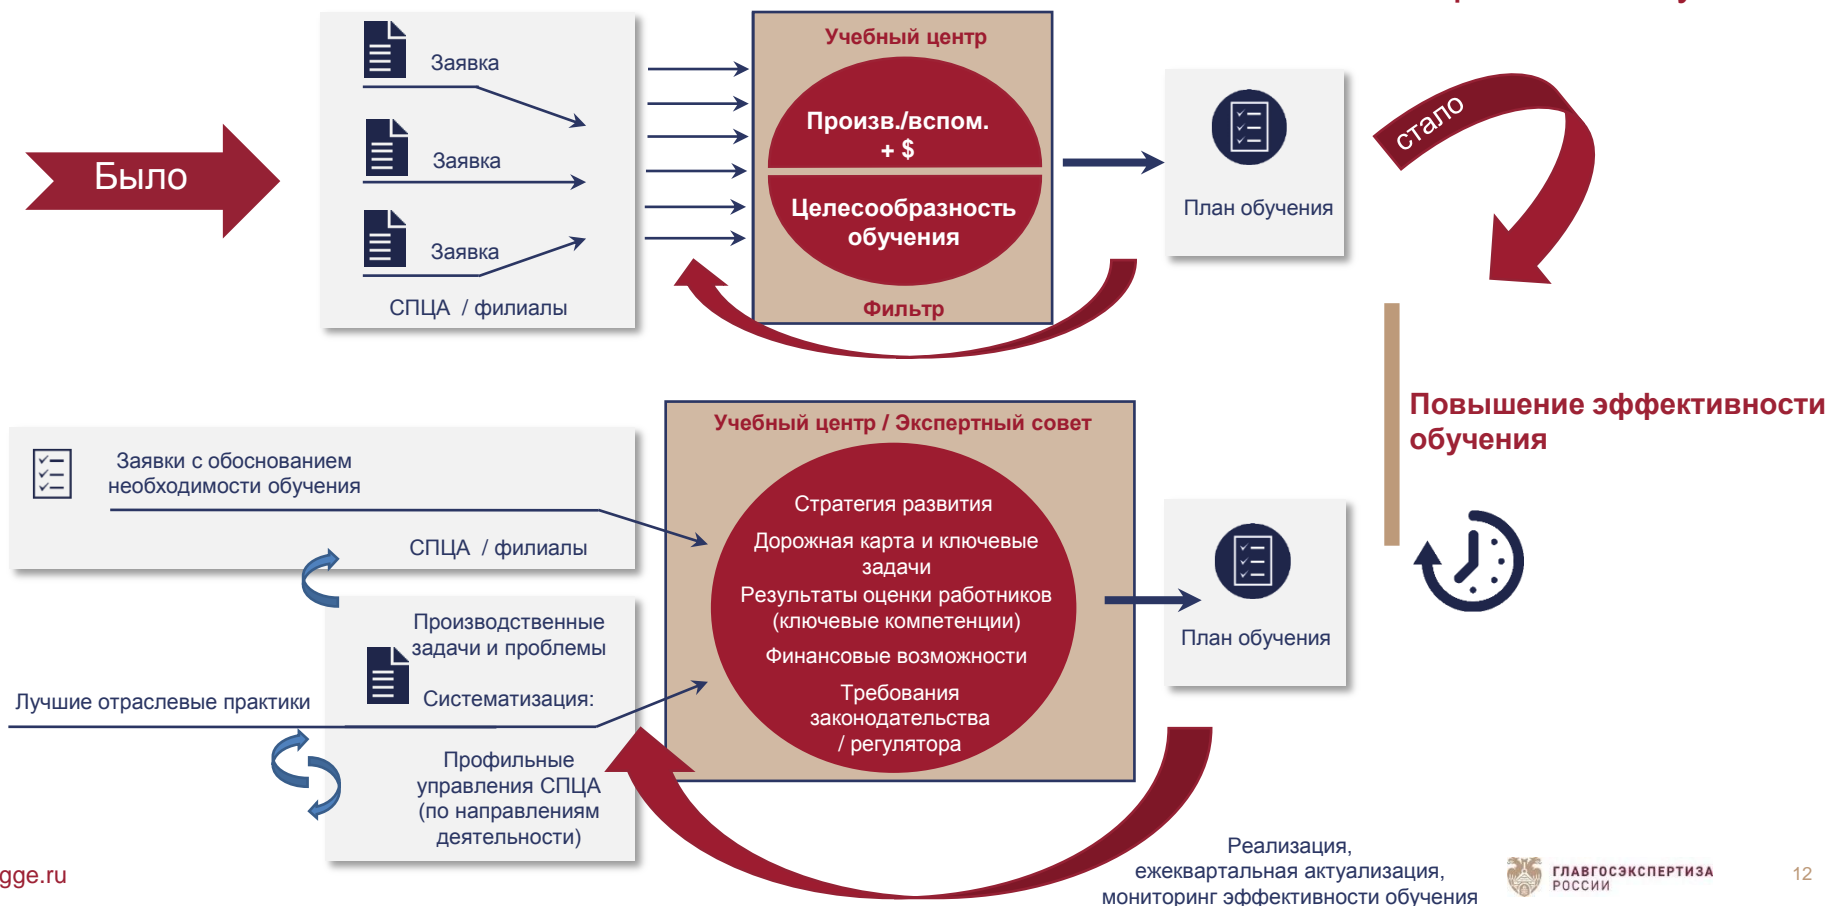 Было
Заявка
Заявка
Заявка
СПЦА / филиалы
Учебный центр
Произв./вспом.
+ $
Целесообразность
обучения
Фильтр
План обучения
стало
Повышение эффективности
обучения
Заявки с обоснованием
необходимости обучения
СПЦА / филиалы
Производственные
задачи и проблемы
Лучшие отраслевые практики
Систематизация:
Профильные
управления СПЦА
(по направлениям
деятельности)
Учебный центр / Экспертный совет
Стратегия развития
Дорожная карта и ключевые
задачи
Результаты оценки работников
(ключевые компетенции)
Финансовые возможности
Требования
законодательства
/ регулятора
План обучения
Реализация,
ежеквартальная актуализация,
мониторинг эффективности обучения
gge.ru
ГЛАВГОСЭКСПЕРТИЗА
РОССИИ
12